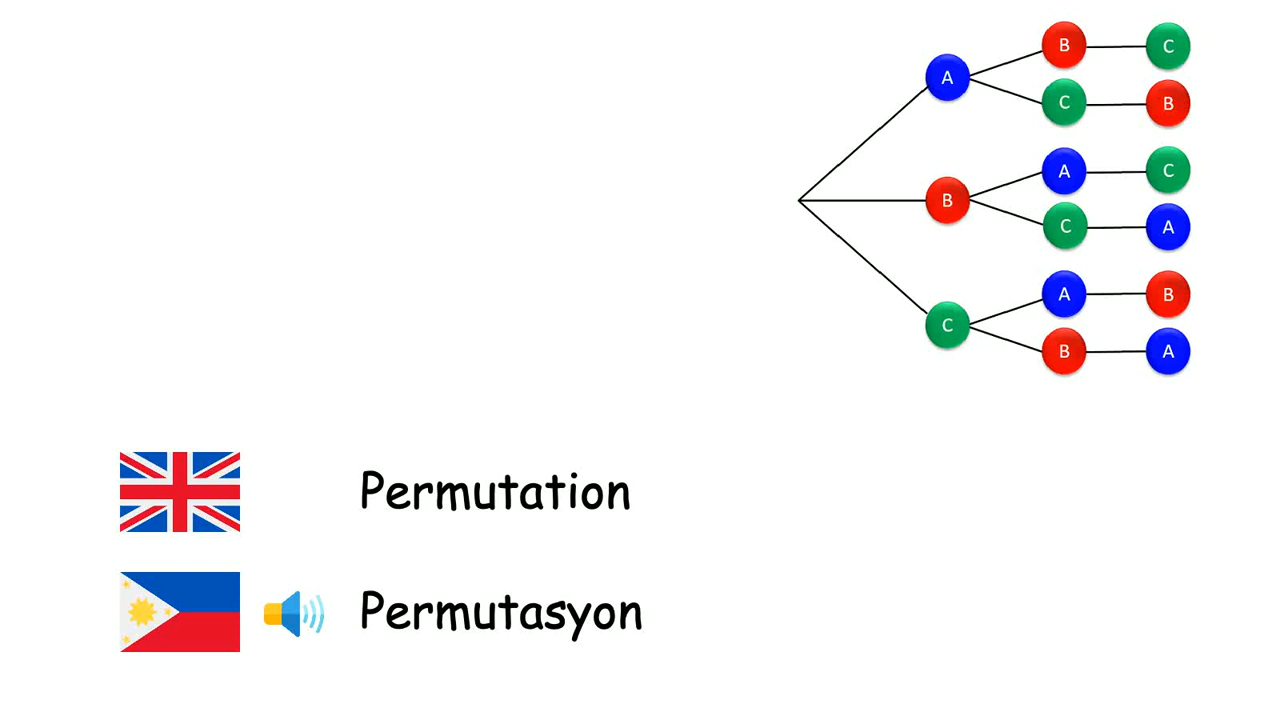 B C
A
C B
A C
B
C A
A B
C
B A
Permutation
Permutasyon